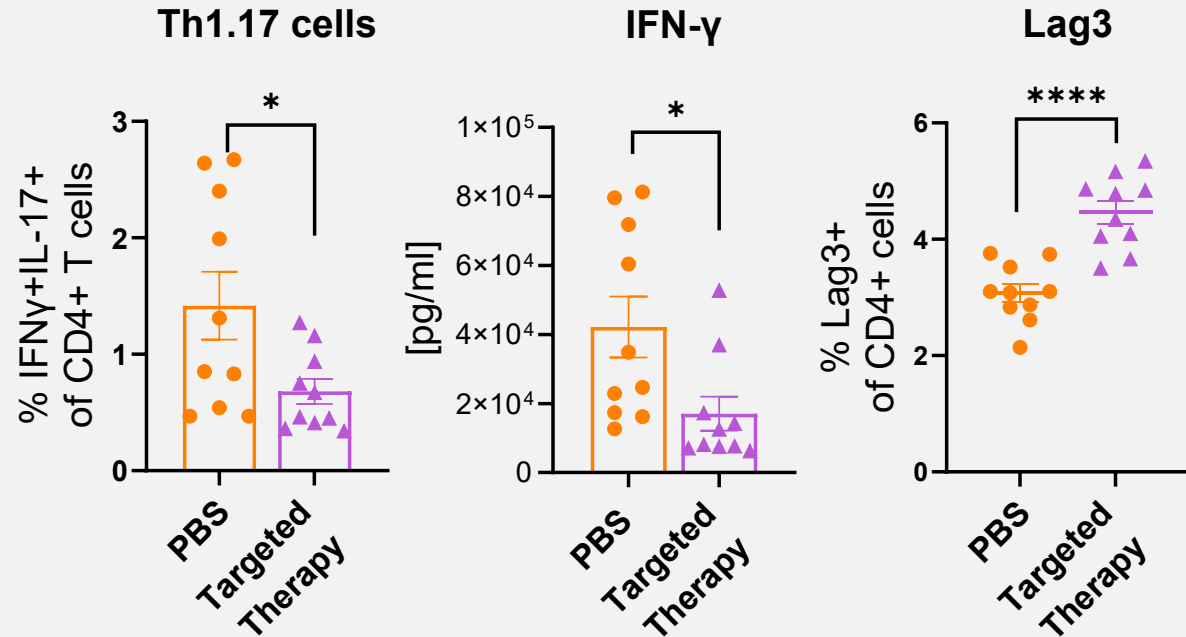 Th1.17 cells
% IFNγ+IL-17+
of CD4+ T cells
3
2
1
0
*
PBS
Targeted
Therapy
IFN-γ
[pg/ml]
1×10⁵
8×10⁴
6×10⁴
4×10⁴
2×10⁴
0
*
PBS
Targeted
Therapy
Lag3
% Lag3+
of CD4+ cells
6
4
2
0
****
PBS
Targeted
Therapy